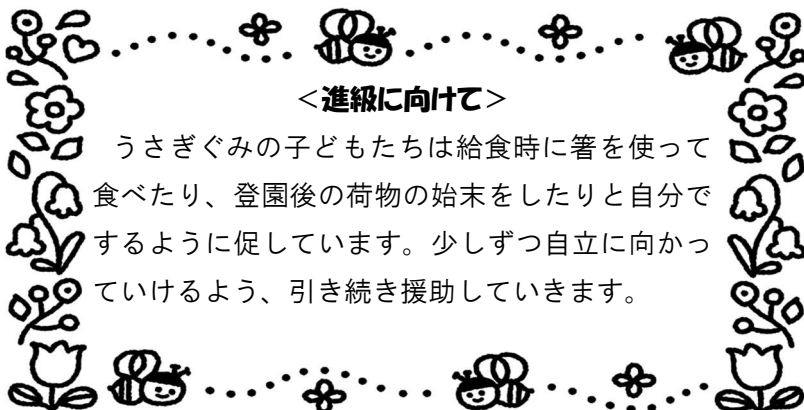 ＜進級に向けて＞
うさぎぐみの子どもたちは給食時に箸を使って
食べたり、登園後の荷物の始末をしたりと自分で
するように促しています。少しずつ自立に向かっ
ていけるよう、引き続き援助していきます。